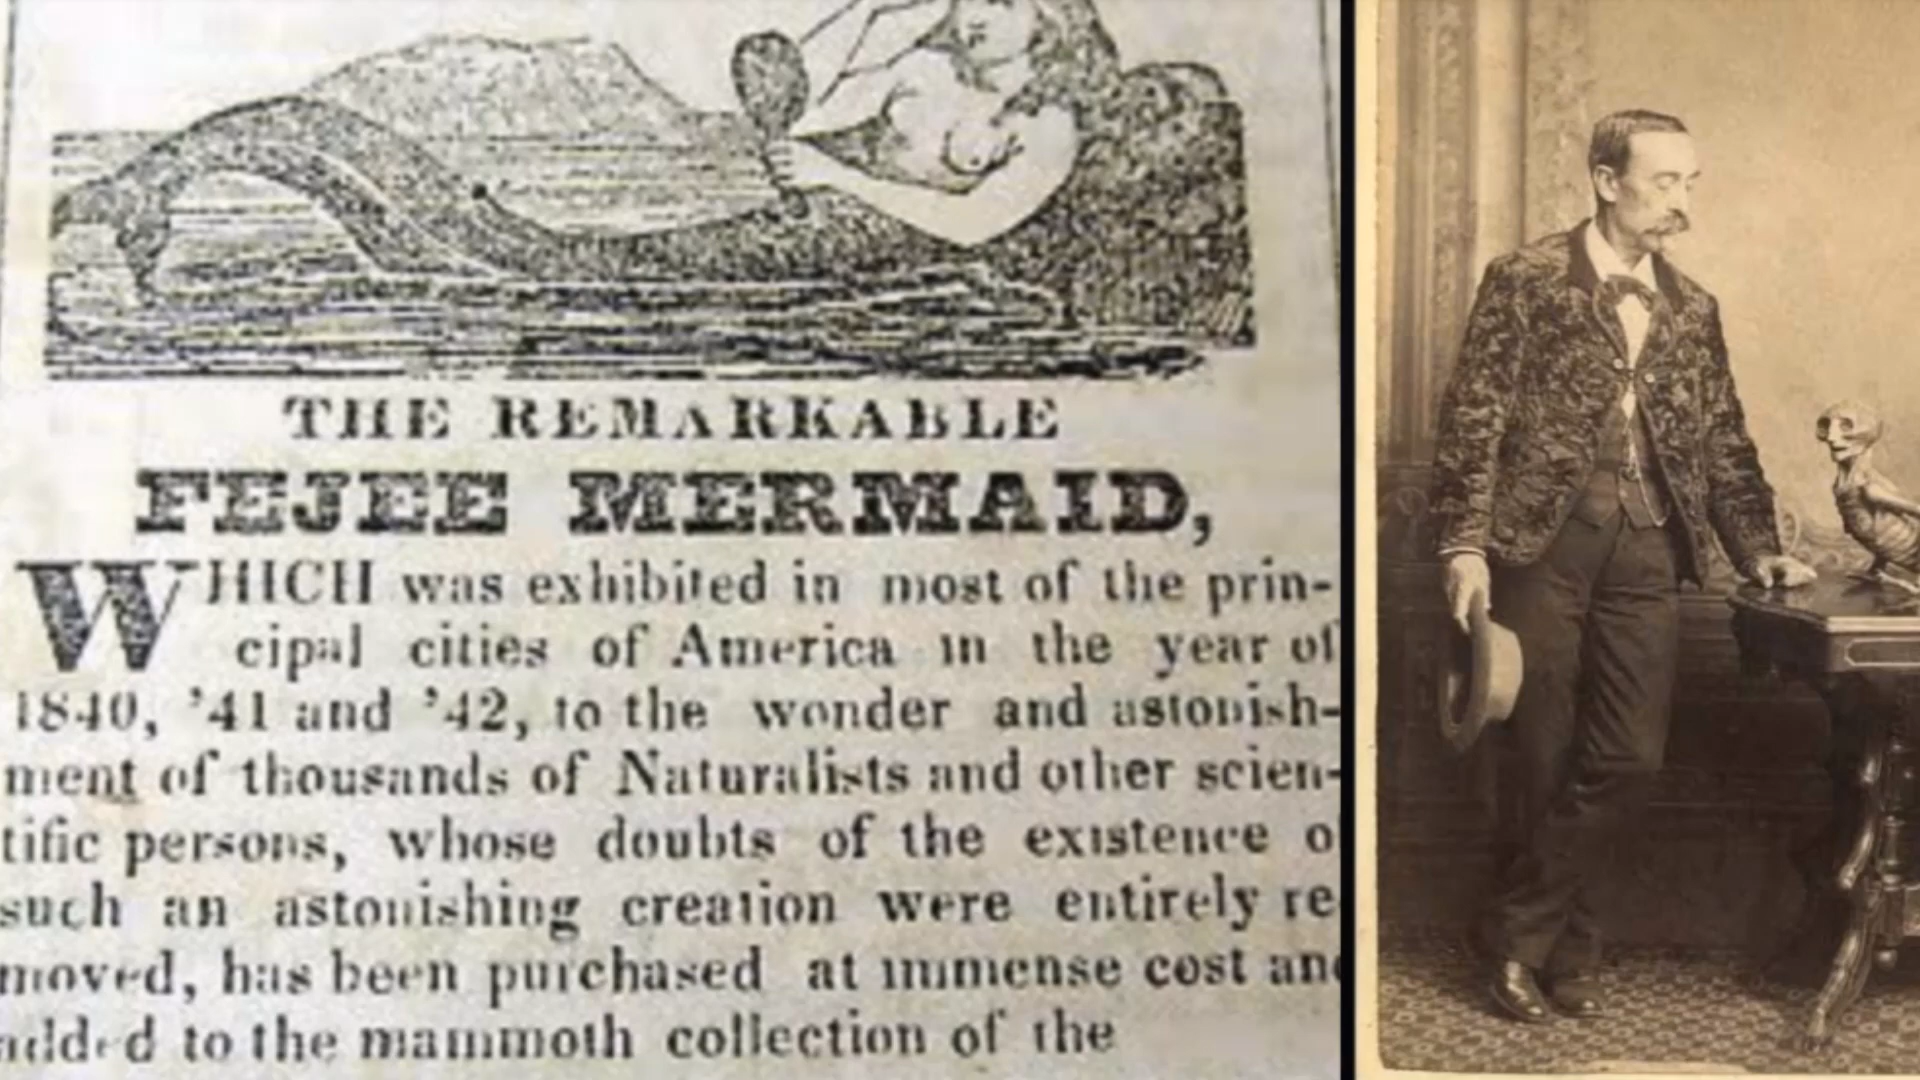 THE REMARKABLE
FEJEE MERMAID,
WHICH was exhibited in most of the prin-
cipal cities of America in the year of
1840, ’41 and ’42, to the wonder and astonish-
ment of thousands of Naturalists and other scien-
tific persons, whose doubts of the existence o
such an astonishing creation were entirely re
moved, has been purchased at immense cost and
added to the mammoth collection of the